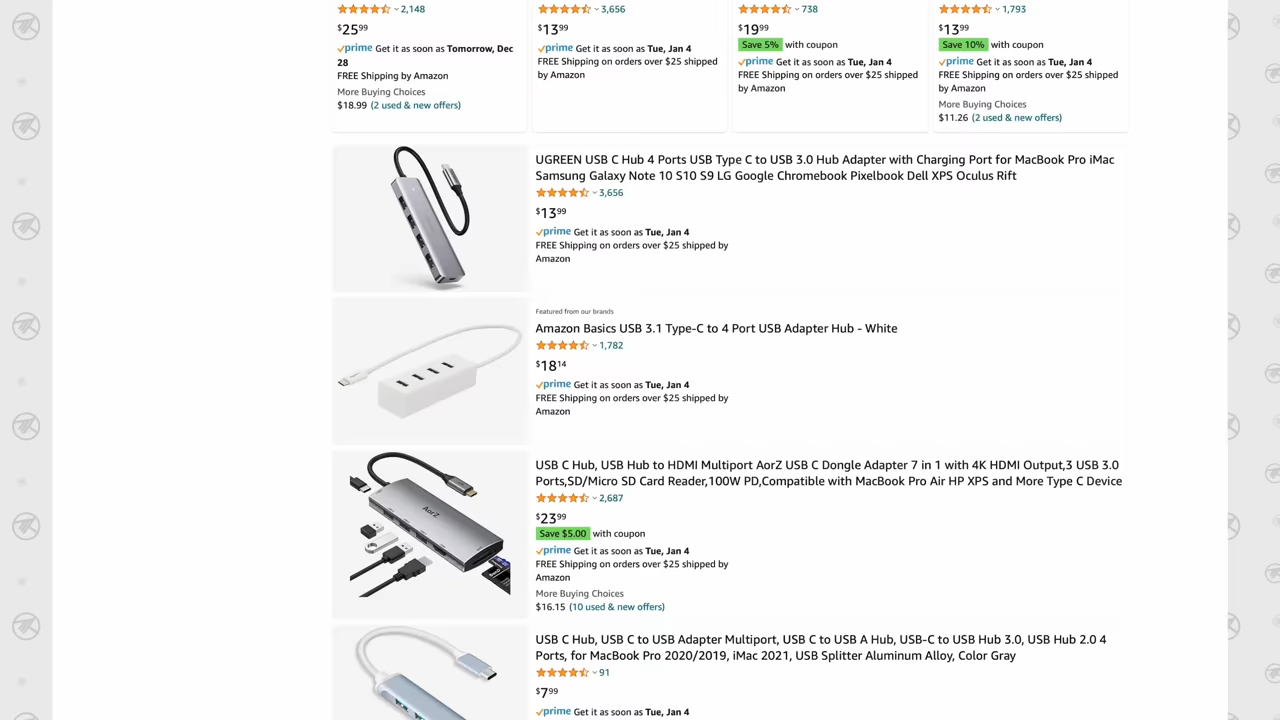 2,148
$25⁹⁹
prime Get it as soon as Tomorrow, Dec
28
FREE Shipping by Amazon
More Buying Choices
$18.99 (2 used & new offers)
3,656
$13⁹⁹
prime Get it as soon as Tue, Jan 4
FREE Shipping on orders over $25 shipped
by Amazon
738
$19⁹⁹
Save 5% with coupon
prime Get it as soon as Tue, Jan 4
FREE Shipping on orders over $25 shipped
by Amazon
1,793
$13⁹⁹
Save 10% with coupon
prime Get it as soon as Tue, Jan 4
FREE Shipping on orders over $25 shipped
by Amazon
More Buying Choices
$11.26 (2 used & new offers)
UGREEN USB C Hub 4 Ports USB Type C to USB 3.0 Hub Adapter with Charging Port for MacBook Pro iMac
Samsung Galaxy Note 10 S10 S9 LG Google Chromebook Pixelbook Dell XPS Oculus Rift
3,656
$13⁹⁹
prime Get it as soon as Tue, Jan 4
FREE Shipping on orders over $25 shipped by
Amazon
Featured from our brands
Amazon Basics USB 3.1 Type-C to 4 Port USB Adapter Hub - White
1,782
$18¹⁴
prime Get it as soon as Tue, Jan 4
FREE Shipping on orders over $25 shipped by
Amazon
AorZ
USB C Hub, USB Hub to HDMI Multiport AorZ USB C Dongle Adapter 7 in 1 with 4K HDMI Output,3 USB 3.0
Ports,SD/Micro SD Card Reader,100W PD,Compatible with MacBook Pro Air HP XPS and More Type C Device
2,687
$23⁹⁹
Save $5.00 with coupon
prime Get it as soon as Tue, Jan 4
FREE Shipping on orders over $25 shipped by
Amazon
More Buying Choices
$16.15 (10 used & new offers)
USB C Hub, USB C to USB Adapter Multiport, USB C to USB A Hub, USB-C to USB Hub 3.0, USB Hub 2.0 4
Ports, for MacBook Pro 2020/2019, iMac 2021, USB Splitter Aluminum Alloy, Color Gray
91
$7⁹⁹
prime Get it as soon as Tue, Jan 4